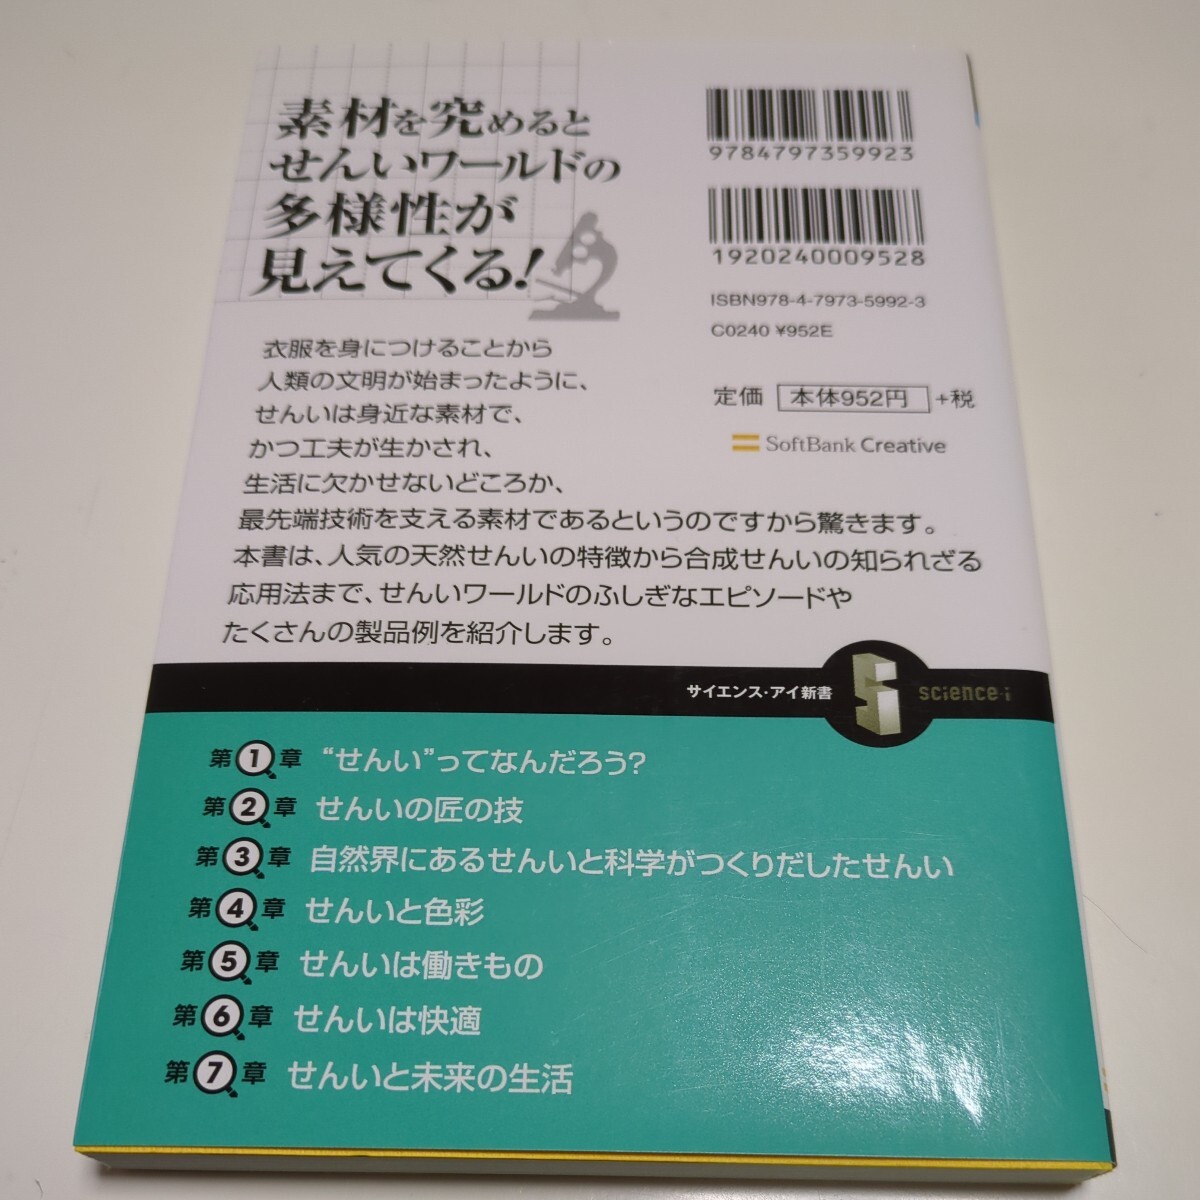 素材を究めると
せんいワールドの
多様性が
見えてくる!
衣服を身につけることから
人類の文明が始まったように、
せんいは身近な素材で、
かつ工夫が生かされ、
生活に欠かせないどころか、
最先端技術を支える素材であるというのですから驚きます。
本書は、人気の天然せんいの特徴から合成せんいの知られざる
応用法まで、せんいワールドのふしぎなエピソードや
たくさんの製品例を紹介します。
9784797359923
1920240009528
ISBN978-4-7973-5992-3
C0240 ¥952E
定価 本体952円 +税
SoftBank Creative
サイエンス・アイ新書 Si science·i
第1章 “せんい”ってなんだろう?
第2章 せんいの匠の技
第3章 自然界にあるせんいと科学がつくりだしたせんい
第4章 せんいと色彩
第5章 せんいは働きもの
第6章 せんいは快適
第7章 せんいと未来の生活